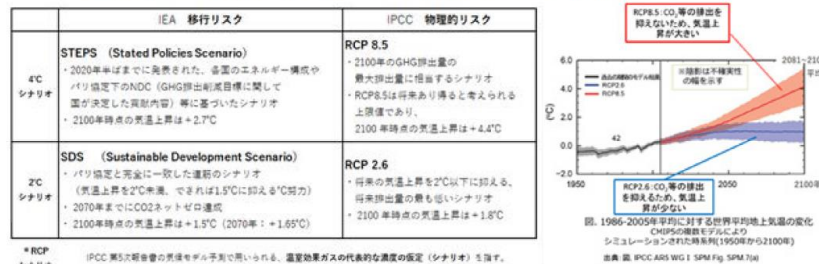 IEA 移行リスク
IPCC 物理的リスク
4℃
シナリオ
STEPS （Stated Policies Scenario）
・2020年半ばまでに発表された、各国のエネルギー構成や
パリ協定下のNDC（GHG排出削減目標に関して
国が決定した貢献内容）等に基づいたシナリオ
・2100年時点の気温上昇は＋2.7℃
RCP 8.5
・2100年のGHG排出量の
最大排出量に相当するシナリオ
・RCP8.5は将来あり得ると考えられる
上限値であり、
2100 年時点の気温上昇は＋4.4℃
2℃
シナリオ
SDS （Sustainable Development Scenario）
・パリ協定と完全に一致した道筋のシナリオ
（気温上昇を2℃未満、できれば1.5℃に抑える℃努力）
・2070年までにCO2ネットゼロ達成
・2100年時点の気温上昇は＋1.5℃（2070年：＋1.65℃）
RCP 2.6
・将来の気温上昇を2℃以下に抑える、
将来排出量の最も低いシナリオ
・2100 年時点の気温上昇は＋1.8℃
* RCP
IPCC 第5次報告書の気候モデル予測で用いられる、温室効果ガスの代表的な濃度の仮定（シナリオ）を指す。
RCP8.5：CO2等の排出を
抑えないため、気温上
昇が大きい
2081－210
平均
6.0
4.0
2.0
0.0
−2.0
(℃)
RCP2.6
RCP8.5
※陰影は不確実性
の幅を示す
42
1950
2050
2100年
RCP2.6：CO2等の排出
を抑えるため、気温上
昇が少ない
図. 1986-2005年平均に対する世界平均地上気温の変化
CMIP5の複数モデルにより
シミュレーションされた時系列(1950年から2100年)
出典: 図. IPCC AR5 WG I SPM Fig. SPM.7(a)